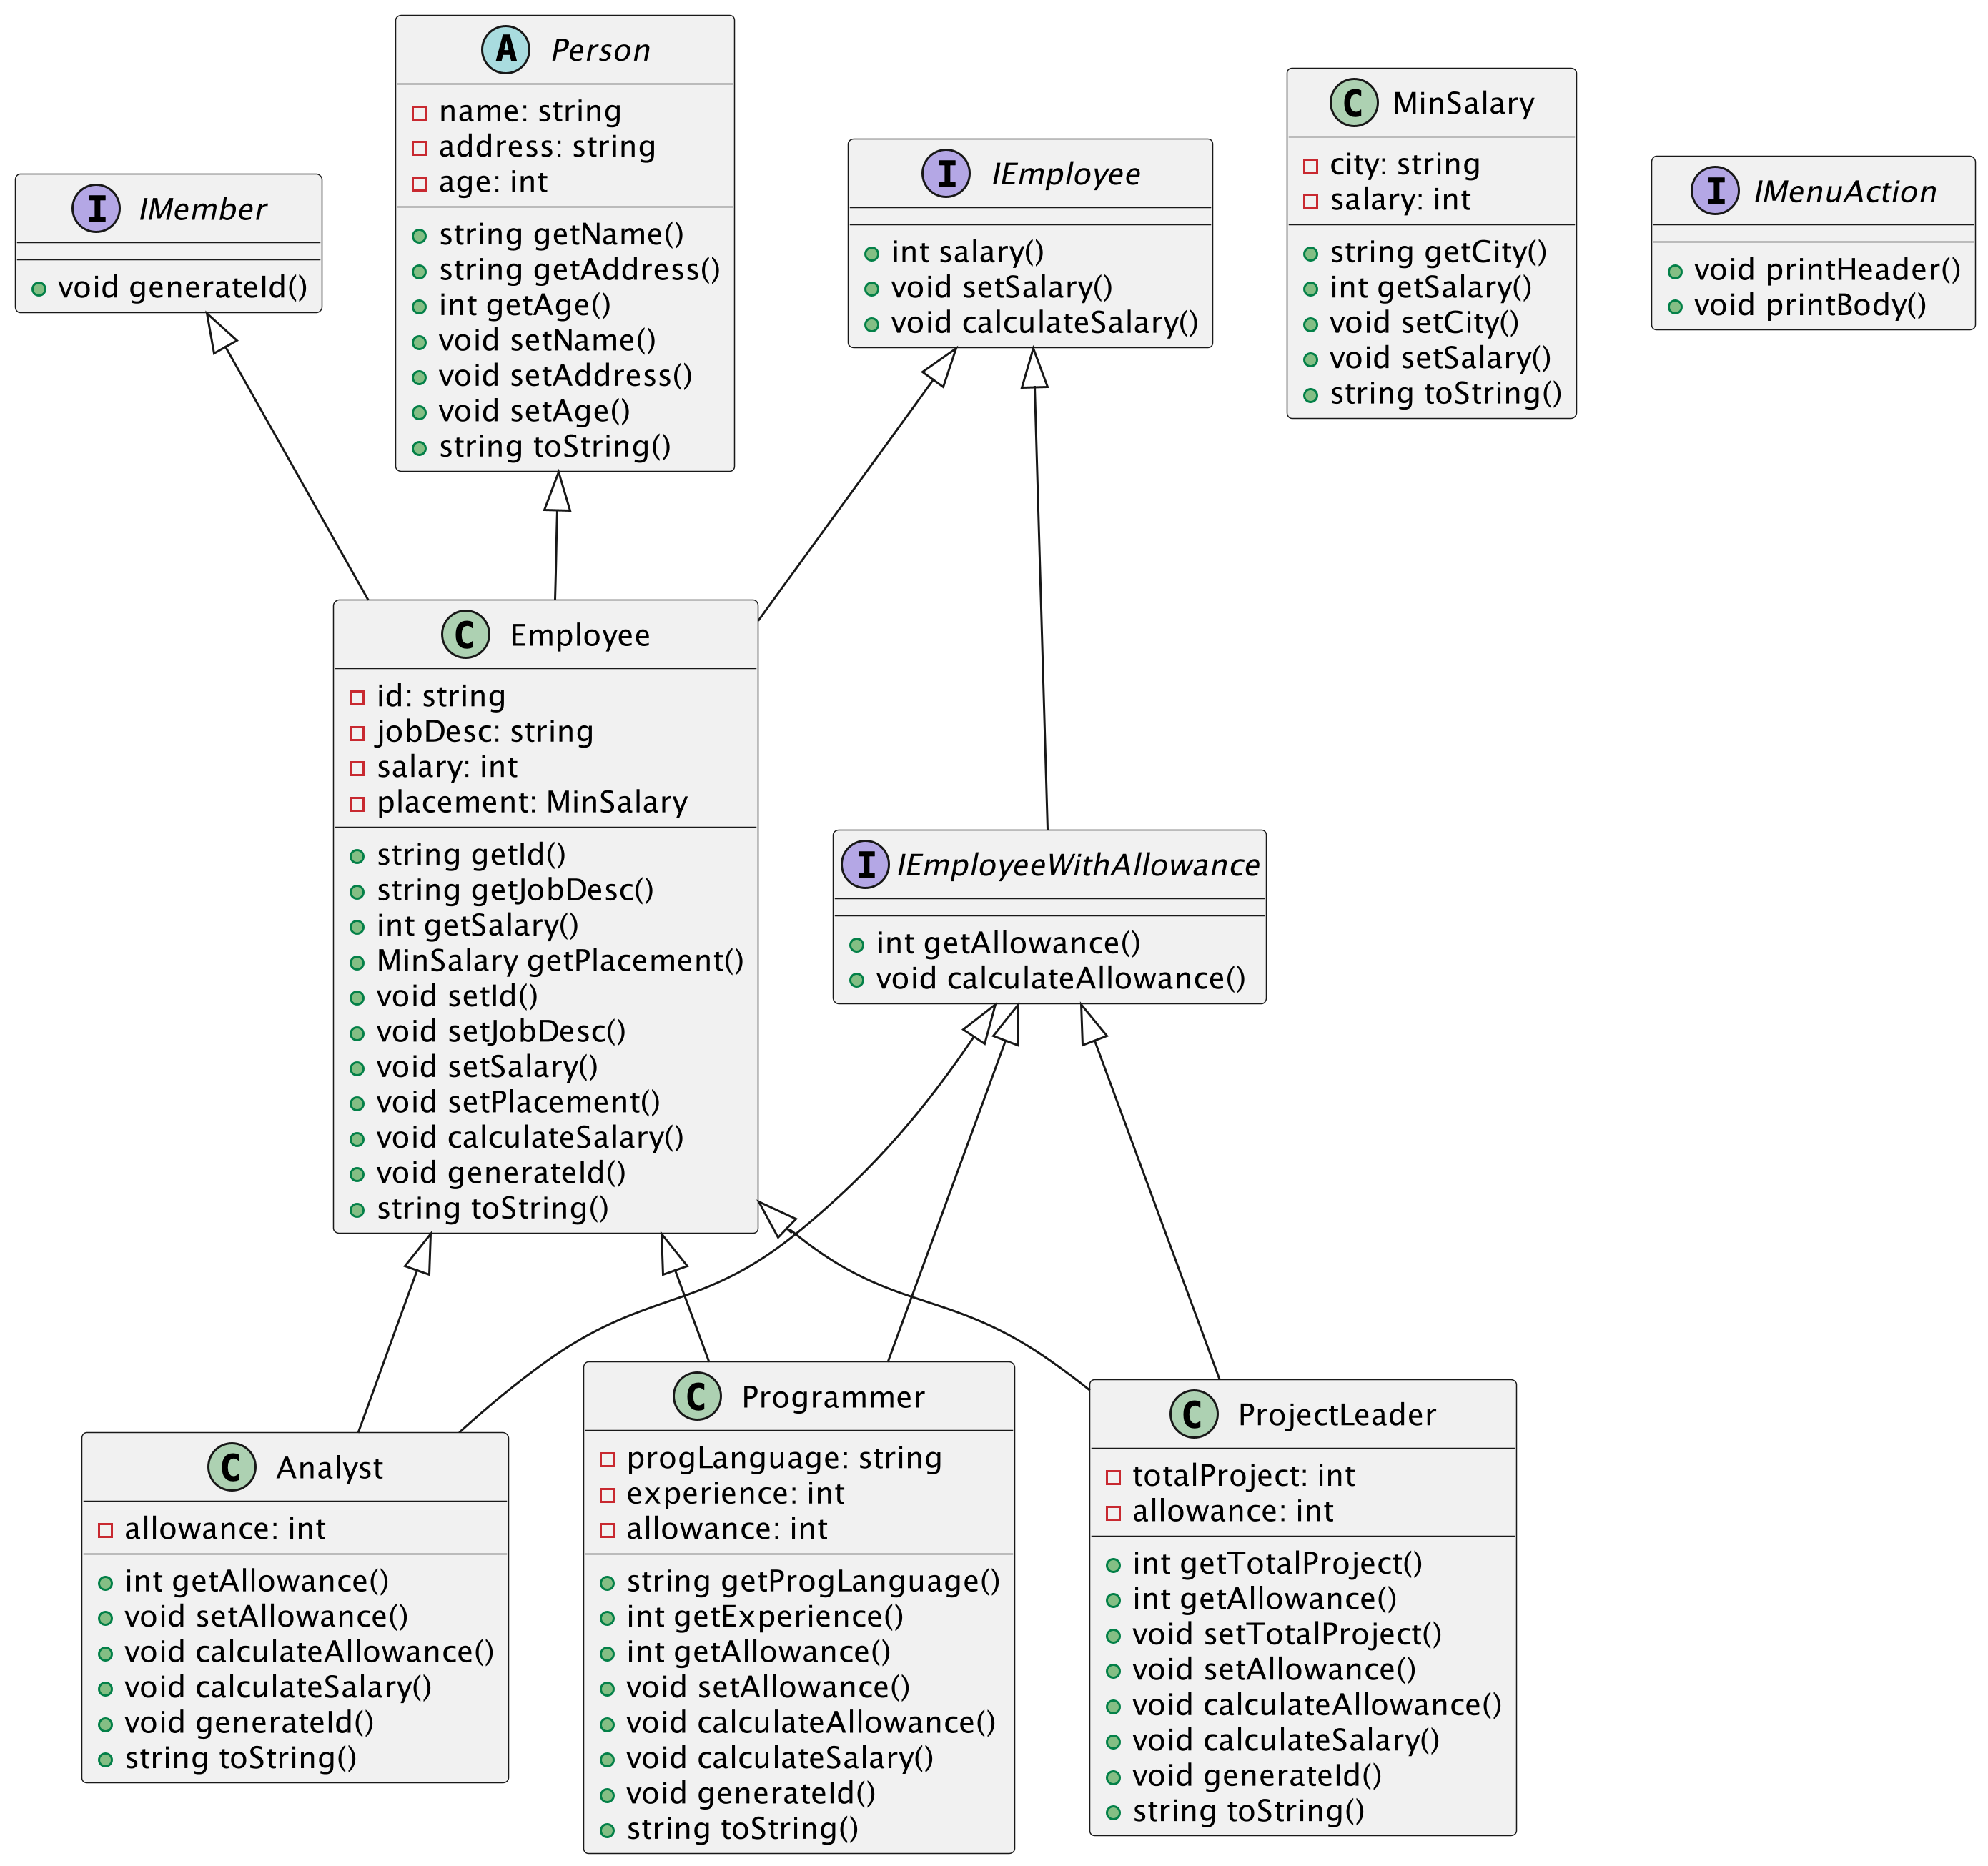 A Person
name: string
address: string
age: int
string getName()
string getAddress()
int getAge()
void setName()
void setAddress()
void setAge()
string toString()
I IMember
void generateId()
I IEmployee
int salary()
void setSalary()
void calculateSalary()
C MinSalary
city: string
salary: int
string getCity()
int getSalary()
void setCity()
void setSalary()
string toString()
I IMenuAction
void printHeader()
void printBody()
C Employee
id: string
jobDesc: string
salary: int
placement: MinSalary
string getId()
string getJobDesc()
int getSalary()
MinSalary getPlacement()
void setId()
void setJobDesc()
void setSalary()
void setPlacement()
void calculateSalary()
void generateId()
string toString()
I IEmployeeWithAllowance
int getAllowance()
void calculateAllowance()
C Analyst
allowance: int
int getAllowance()
void setAllowance()
void calculateAllowance()
void calculateSalary()
void generateId()
string toString()
C Programmer
progLanguage: string
experience: int
allowance: int
string getProgLanguage()
int getExperience()
int getAllowance()
void setAllowance()
void calculateAllowance()
void calculateSalary()
void generateId()
string toString()
C ProjectLeader
totalProject: int
allowance: int
int getTotalProject()
int getAllowance()
void setTotalProject()
void setAllowance()
void calculateAllowance()
void calculateSalary()
void generateId()
string toString()